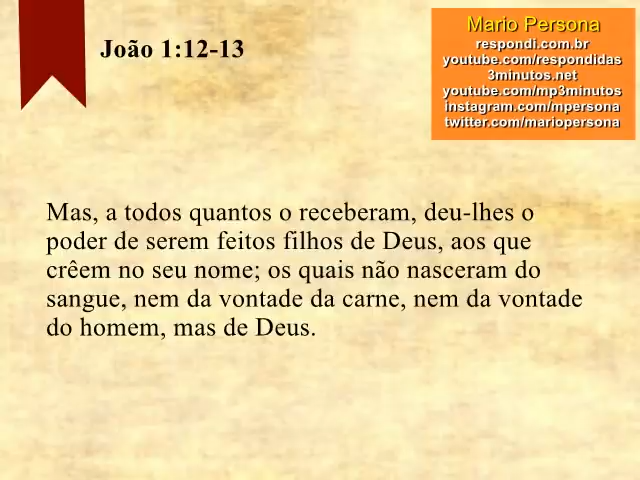 João 1:12-13
Mario Persona
respondi.com.br
youtube.com/respondidas
3minutos.net
youtube.com/mp3minutos
instagram.com/mpersona
twitter.com/mariopersona
Mas, a todos quantos o receberam, deu-lhes o
poder de serem feitos filhos de Deus, aos que
crêem no seu nome; os quais não nasceram do
sangue, nem da vontade da carne, nem da vontade
do homem, mas de Deus.